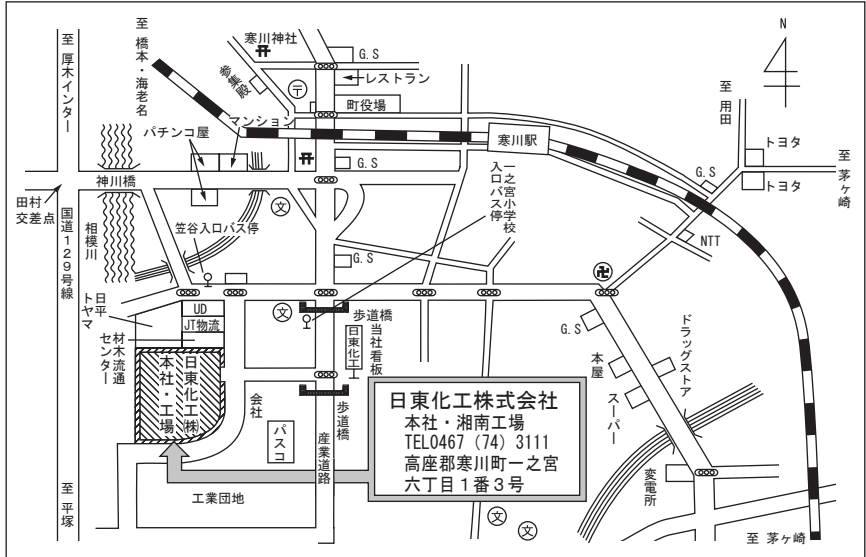 至 厚木インター
至 橋本・海老名
寒川神社
G.S
レストラン
参集殿
〒
町役場
マンション
パチンコ屋
寒川駅
N
至 用田
トヨタ
トヨタ
至 茅ヶ崎
G.S
G.S
NTT
神川橋
田村
交差点
国道129号線
相模川
文
一之宮小学校
入口バス停
笠谷入口バス停
G.S
卍
日平
トヤマ
UD
JT物流
文
歩道橋
当社看板
日東化工
材木流通
センター
日東化工㈱
本社・工場
会社
パスコ
産業道路
歩道橋
G.S
本屋
スーパー
ドラッグストア
変電所
日東化工株式会社
本社・湘南工場
TEL0467 (74) 3111
高座郡寒川町一之宮
六丁目1番3号
工業団地
文
文
至 平塚
至 茅ヶ崎